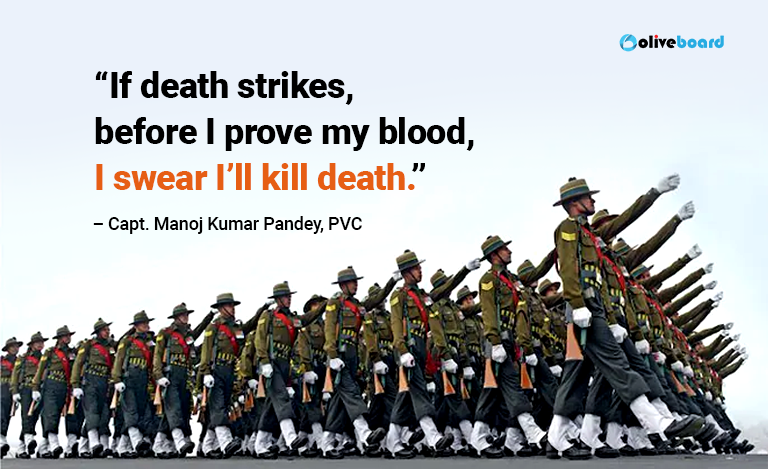 oliveboard
“If death strikes,
before I prove my blood,
I swear I’ll kill death.”
– Capt. Manoj Kumar Pandey, PVC